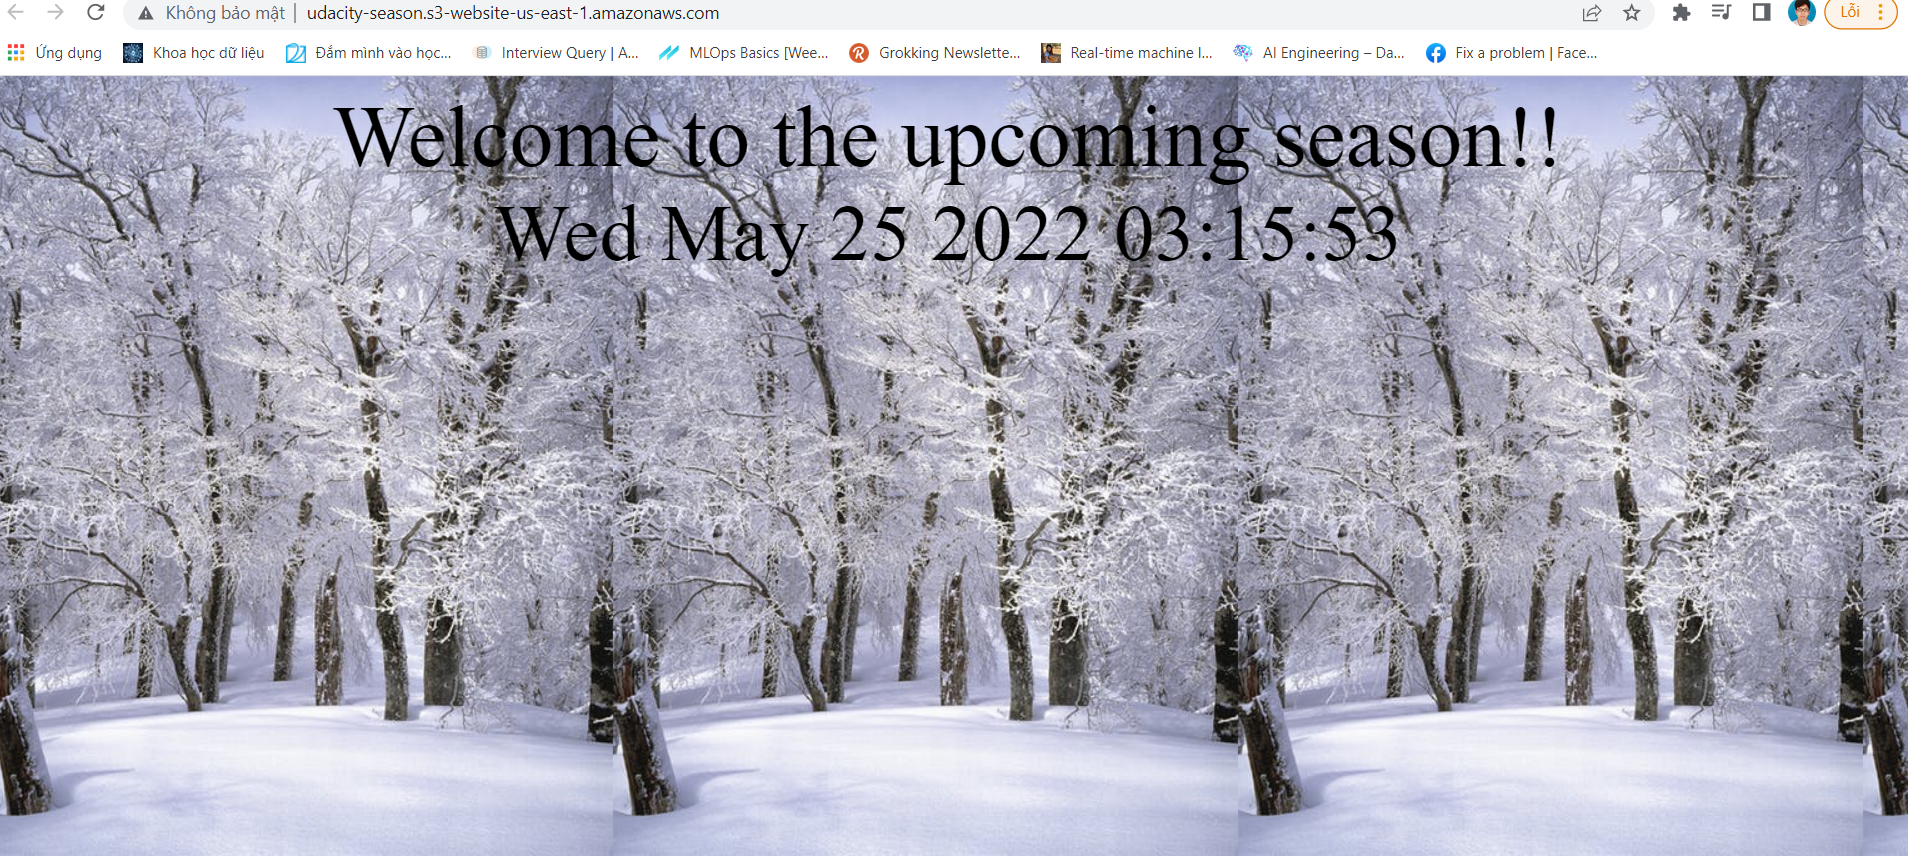 Không bảo mật | udacity-season.s3-website-us-east-1.amazonaws.com Lỗi
Ứng dụng Khoa học dữ liệu Đắm mình vào học... Interview Query | A... MLOps Basics [Wee... Grokking Newslette... Real-time machine l... AI Engineering – Da... Fix a problem | Face...
Welcome to the upcoming season!!
Wed May 25 2022 03:15:53